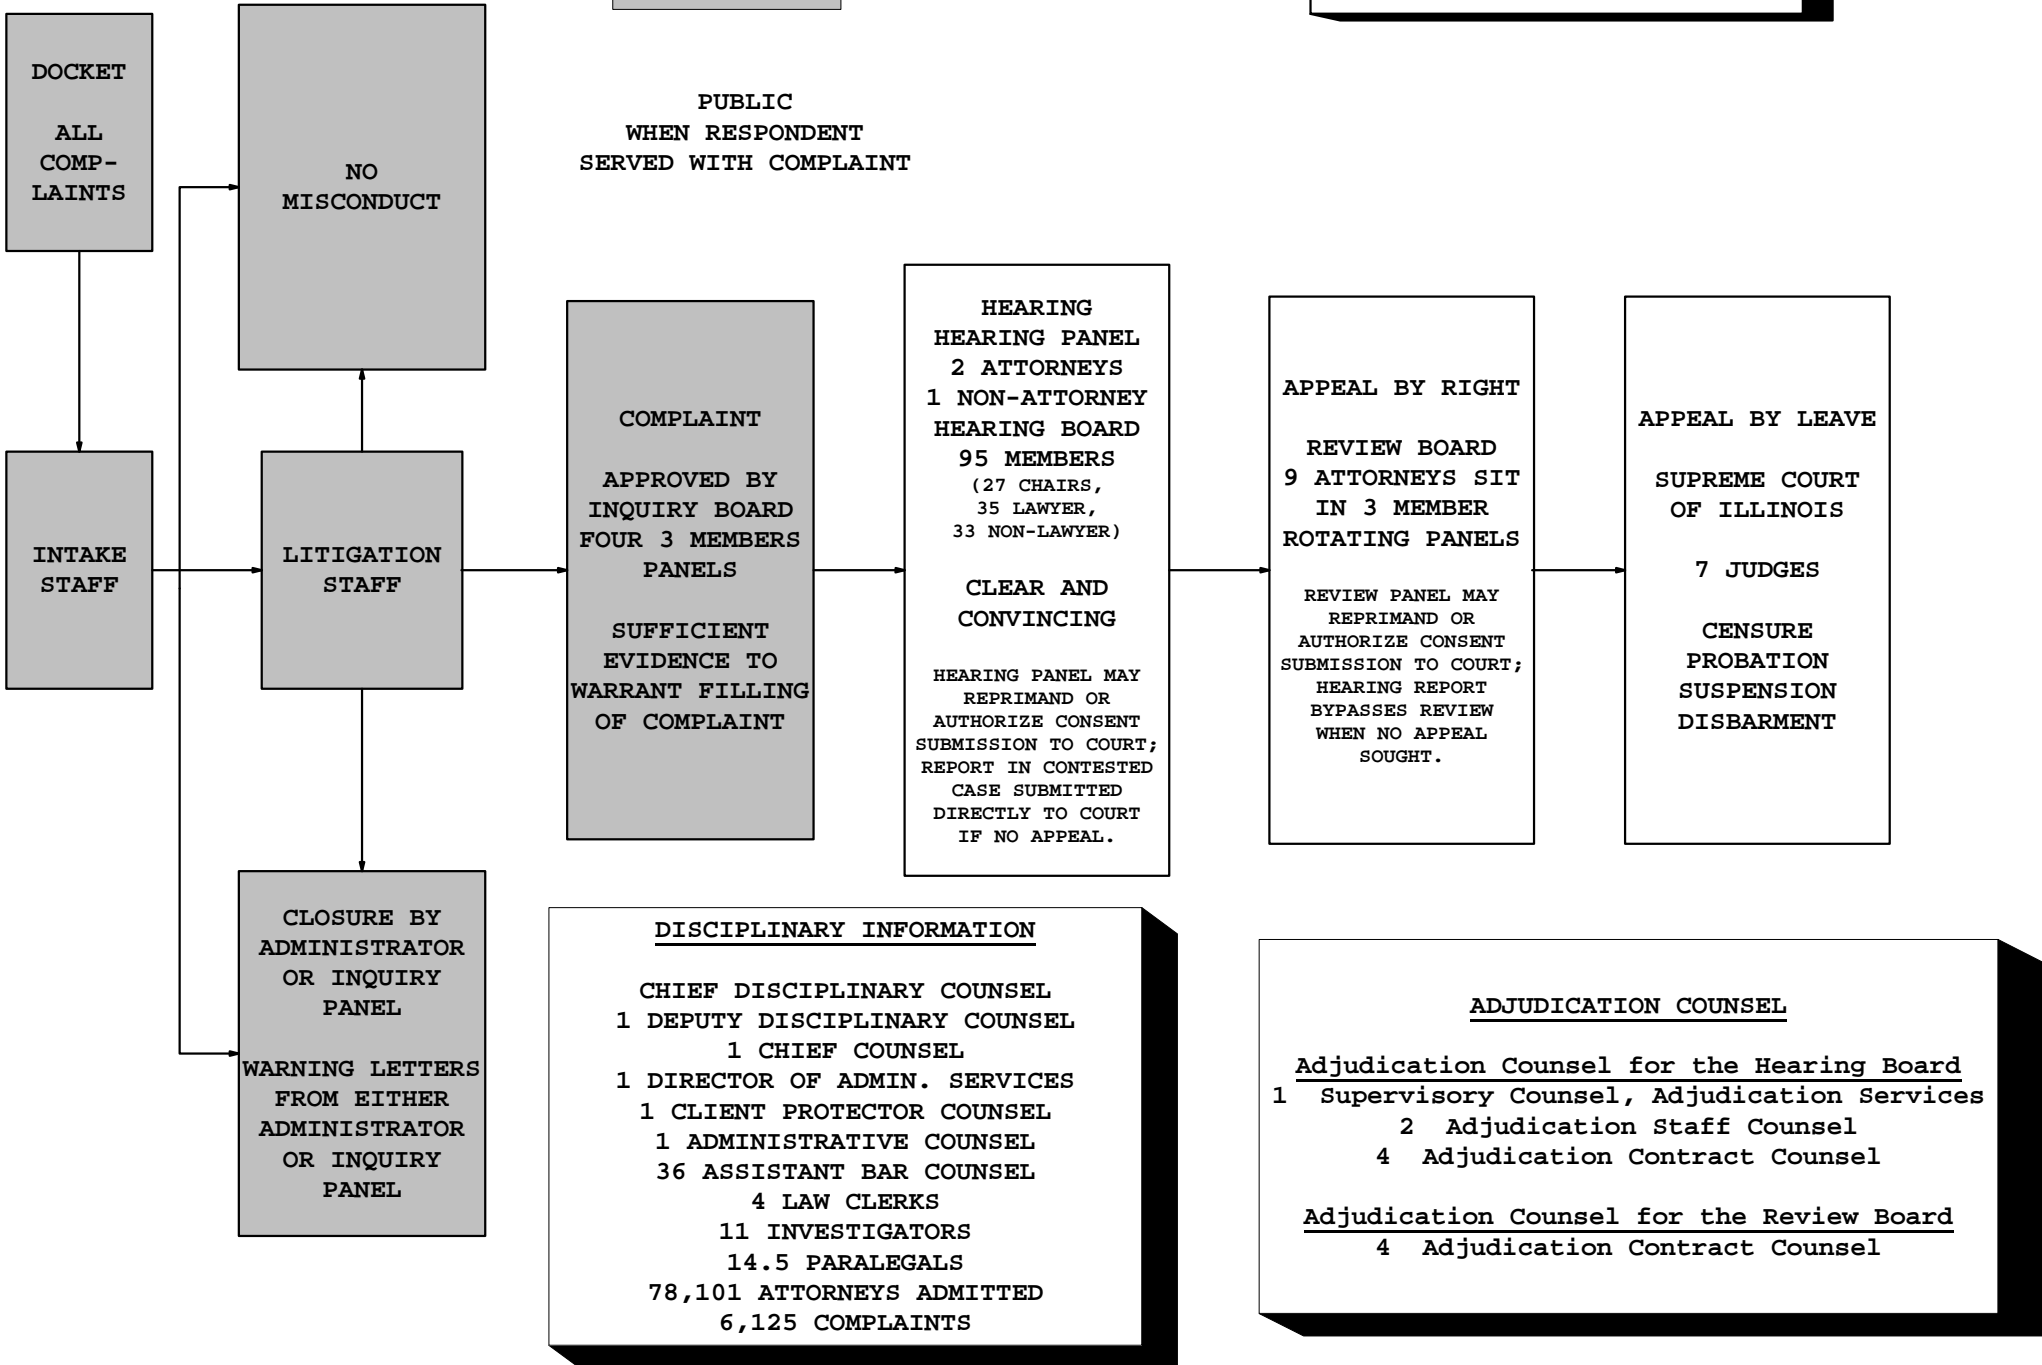 DOCKET
ALL
COMP-
LAINTS
NO
MISCONDUCT
PUBLIC
WHEN RESPONDENT
SERVED WITH COMPLAINT
INTAKE
STAFF
LITIGATION
STAFF
COMPLAINT
APPROVED BY
INQUIRY BOARD
FOUR 3 MEMBERS
PANELS
SUFFICIENT
EVIDENCE TO
WARRANT FILLING
OF COMPLAINT
HEARING
HEARING PANEL
2 ATTORNEYS
1 NON-ATTORNEY
HEARING BOARD
95 MEMBERS
(27 CHAIRS,
35 LAWYER,
33 NON-LAWYER)
CLEAR AND
CONVINCING
HEARING PANEL MAY
REPRIMAND OR
AUTHORIZE CONSENT
SUBMISSION TO COURT;
REPORT IN CONTESTED
CASE SUBMITTED
DIRECTLY TO COURT
IF NO APPEAL.
APPEAL BY RIGHT
REVIEW BOARD
9 ATTORNEYS SIT
IN 3 MEMBER
ROTATING PANELS
REVIEW PANEL MAY
REPRIMAND OR
AUTHORIZE CONSENT
SUBMISSION TO COURT;
HEARING REPORT
BYPASSES REVIEW
WHEN NO APPEAL
SOUGHT.
APPEAL BY LEAVE
SUPREME COURT
OF ILLINOIS
7 JUDGES
CENSURE
PROBATION
SUSPENSION
DISBARMENT
CLOSURE BY
ADMINISTRATOR
OR INQUIRY
PANEL
WARNING LETTERS
FROM EITHER
ADMINISTRATOR
OR INQUIRY
PANEL
DISCIPLINARY INFORMATION
CHIEF DISCIPLINARY COUNSEL
1 DEPUTY DISCIPLINARY COUNSEL
1 CHIEF COUNSEL
1 DIRECTOR OF ADMIN. SERVICES
1 CLIENT PROTECTOR COUNSEL
1 ADMINISTRATIVE COUNSEL
36 ASSISTANT BAR COUNSEL
4 LAW CLERKS
11 INVESTIGATORS
14.5 PARALEGALS
78,101 ATTORNEYS ADMITTED
6,125 COMPLAINTS
ADJUDICATION COUNSEL
Adjudication Counsel for the Hearing Board
1 Supervisory Counsel, Adjudication Services
2 Adjudication Staff Counsel
4 Adjudication Contract Counsel
Adjudication Counsel for the Review Board
4 Adjudication Contract Counsel